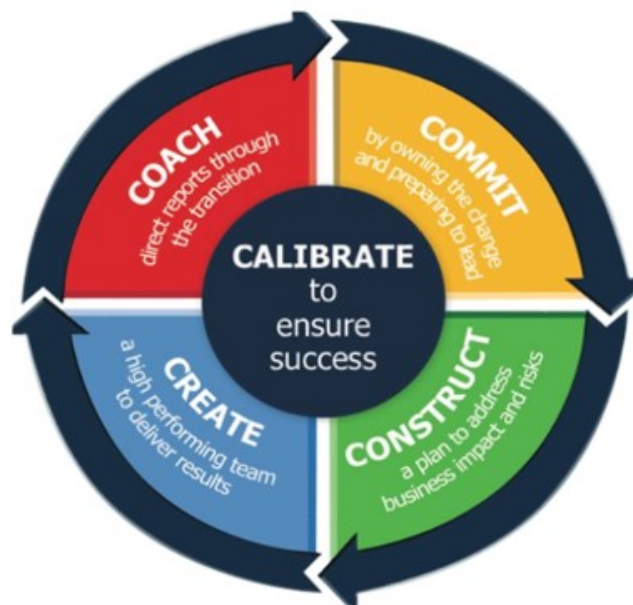 COACH
direct reports through
the transition
COMMIT
by owning the change
and preparing to lead
CALIBRATE
to
ensure
success
CREATE
a high performing team
to deliver results
CONSTRUCT
a plan to address
business impact and risks